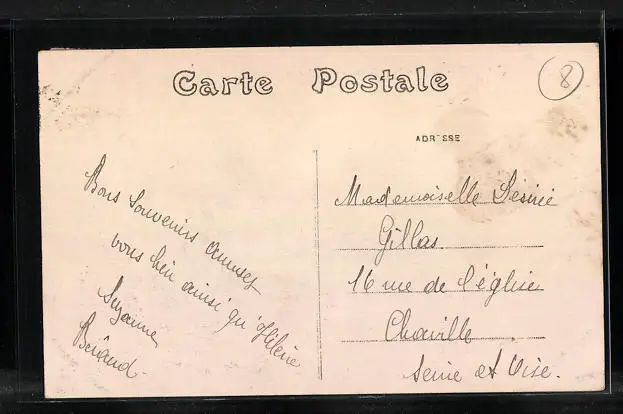 Carte Postale
8
ADRESSE
Bons Souvenirs Amusez
vous bien ainsi qu'Hélène
Suzanne
Mademoiselle Désirée
Gillas
16 rue de l'église
Chaville
Seine et Oise.